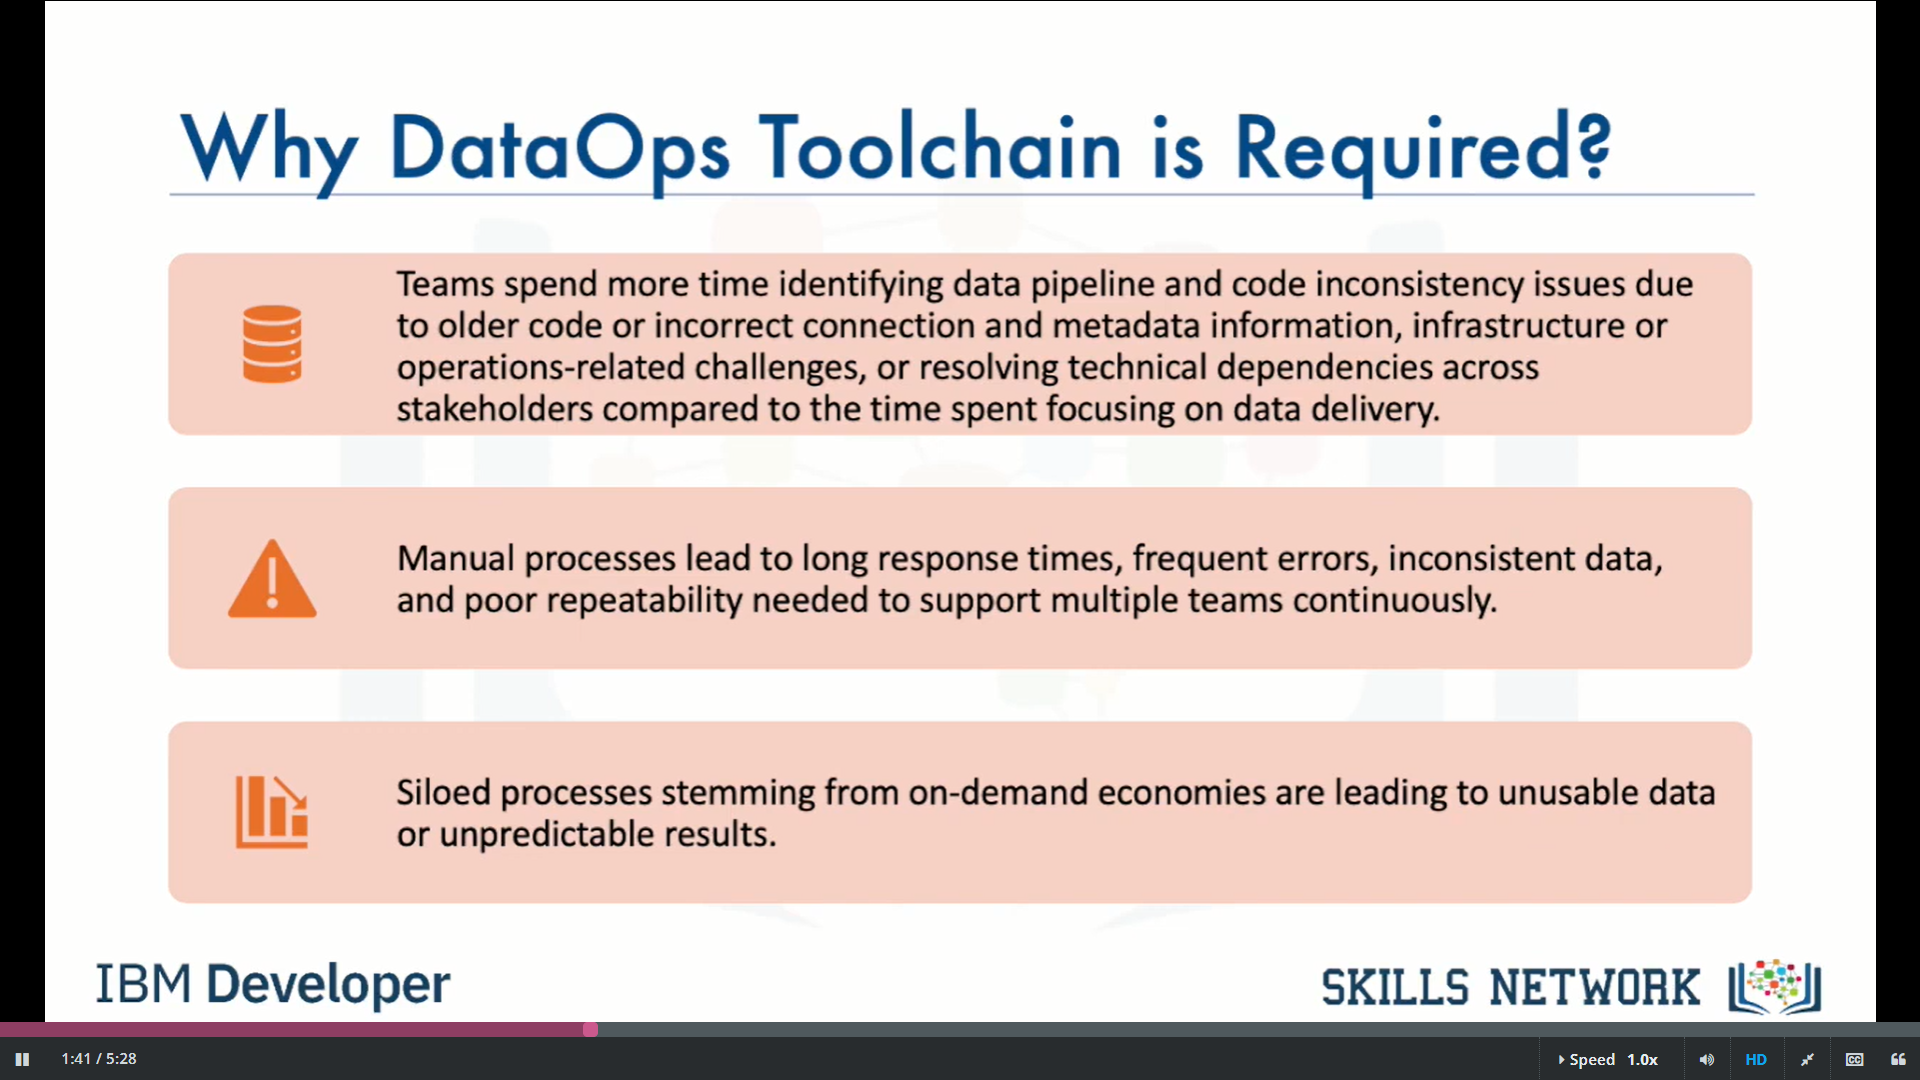 Why DataOps Toolchain is Required?
Teams spend more time identifying data pipeline and code inconsistency issues due
to older code or incorrect connection and metadata information, infrastructure or
operations-related challenges, or resolving technical dependencies across
stakeholders compared to the time spent focusing on data delivery.
Manual processes lead to long response times, frequent errors, inconsistent data,
and poor repeatability needed to support multiple teams continuously.
Siloed processes stemming from on-demand economies are leading to unusable data
or unpredictable results.
IBM Developer
SKILLS NETWORK
1:41 / 5:28
Speed 1.0x
HD
CC